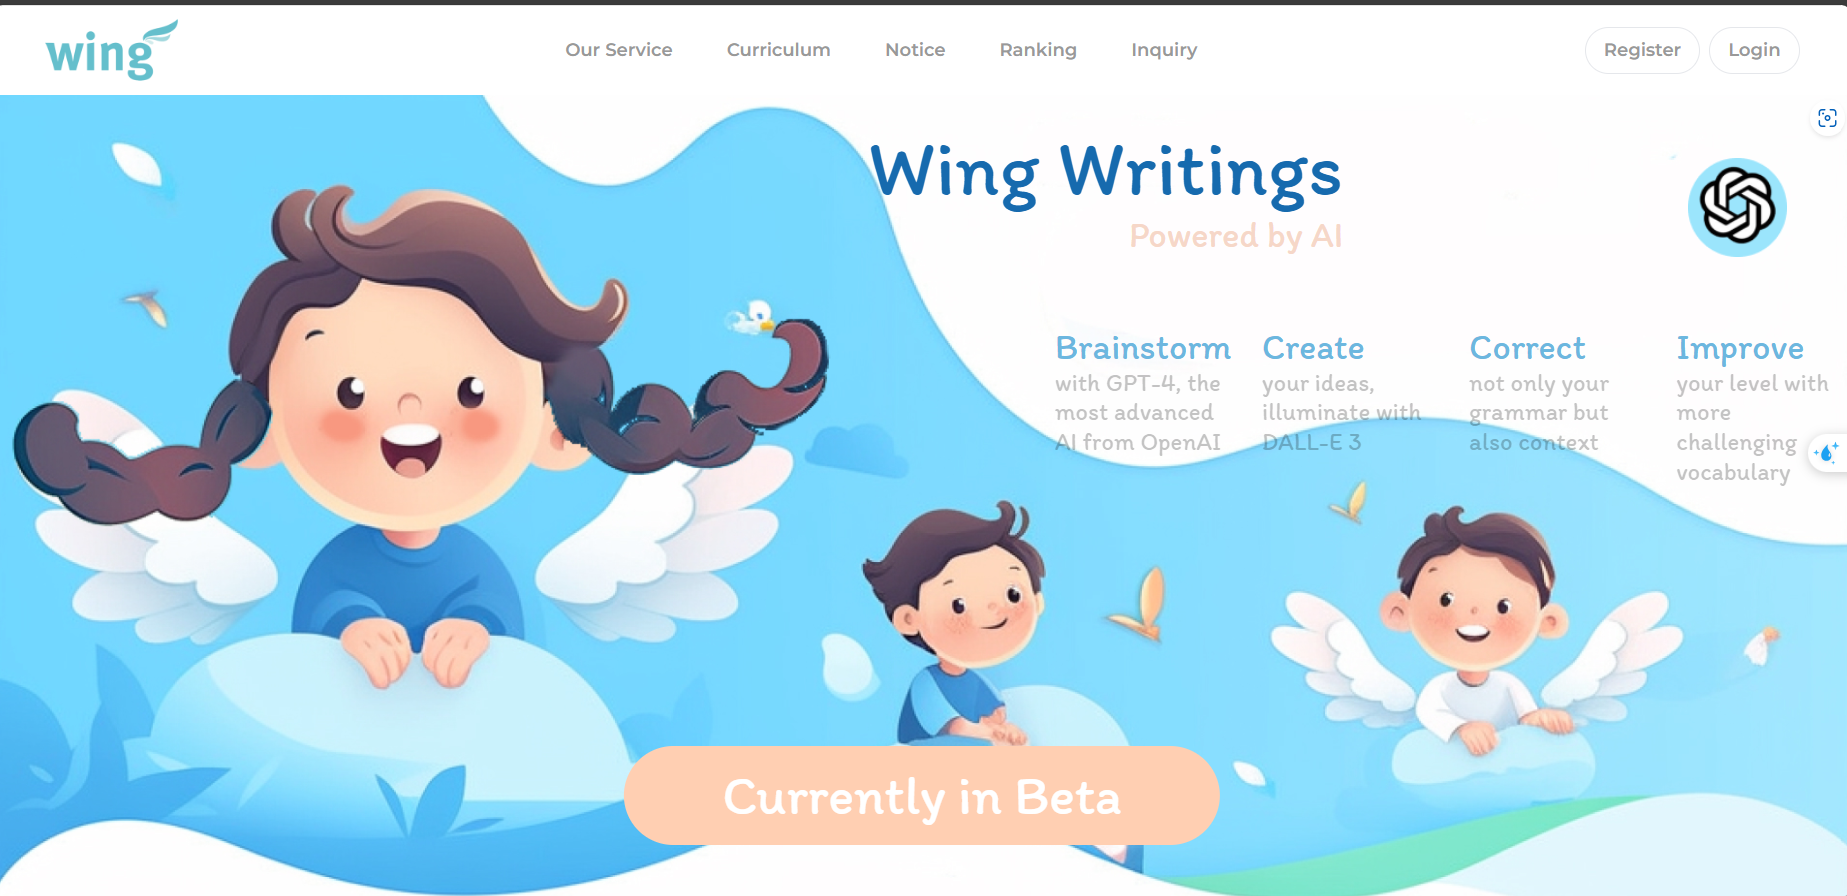 wing
Our Service
Curriculum
Notice
Ranking
Inquiry
Register
Login
Wing Writings
Powered by AI
Brainstorm
with GPT-4, the
most advanced
AI from OpenAI
Create
your ideas,
illuminate with
DALL-E 3
Correct
not only your
grammar but
also context
Improve
your level with
more
challenging
vocabulary
Currently in Beta